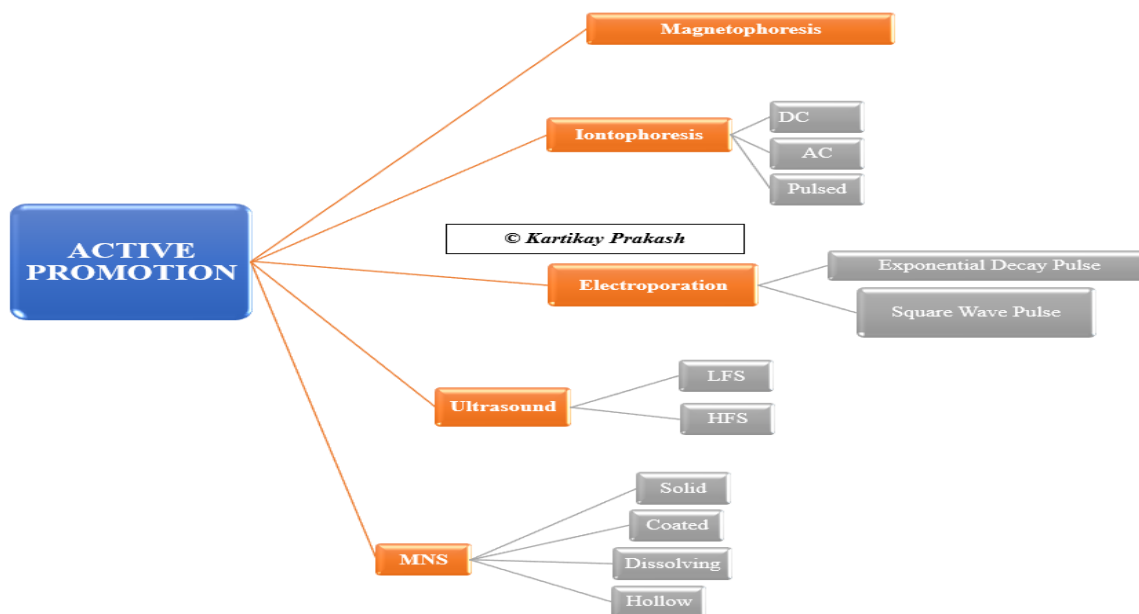 Magnetophoresis
Iontophoresis
DC
AC
Pulsed
ACTIVE
PROMOTION
© Kartikay Prakash
Electroporation
Exponential Decay Pulse
Square Wave Pulse
Ultrasound
LFS
HFS
MNS
Solid
Coated
Dissolving
Hollow